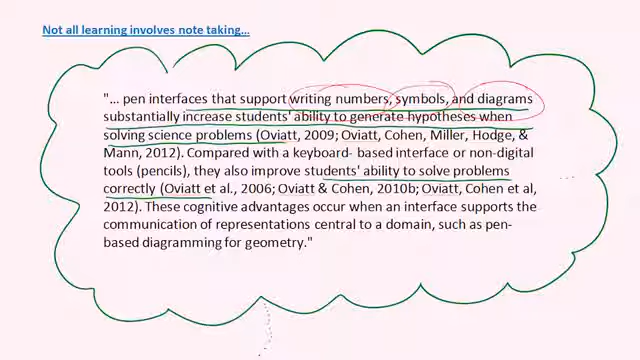 Not all learning involves note taking...
"... pen interfaces that support writing numbers, symbols, and diagrams
substantially increase students' ability to generate hypotheses when
solving science problems (Oviatt, 2009; Oviatt, Cohen, Miller, Hodge, &
Mann, 2012). Compared with a keyboard- based interface or non-digital
tools (pencils), they also improve students' ability to solve problems
correctly (Oviatt et al., 2006; Oviatt & Cohen, 2010b; Oviatt, Cohen et al,
2012). These cognitive advantages occur when an interface supports the
communication of representations central to a domain, such as pen-
based diagramming for geometry."